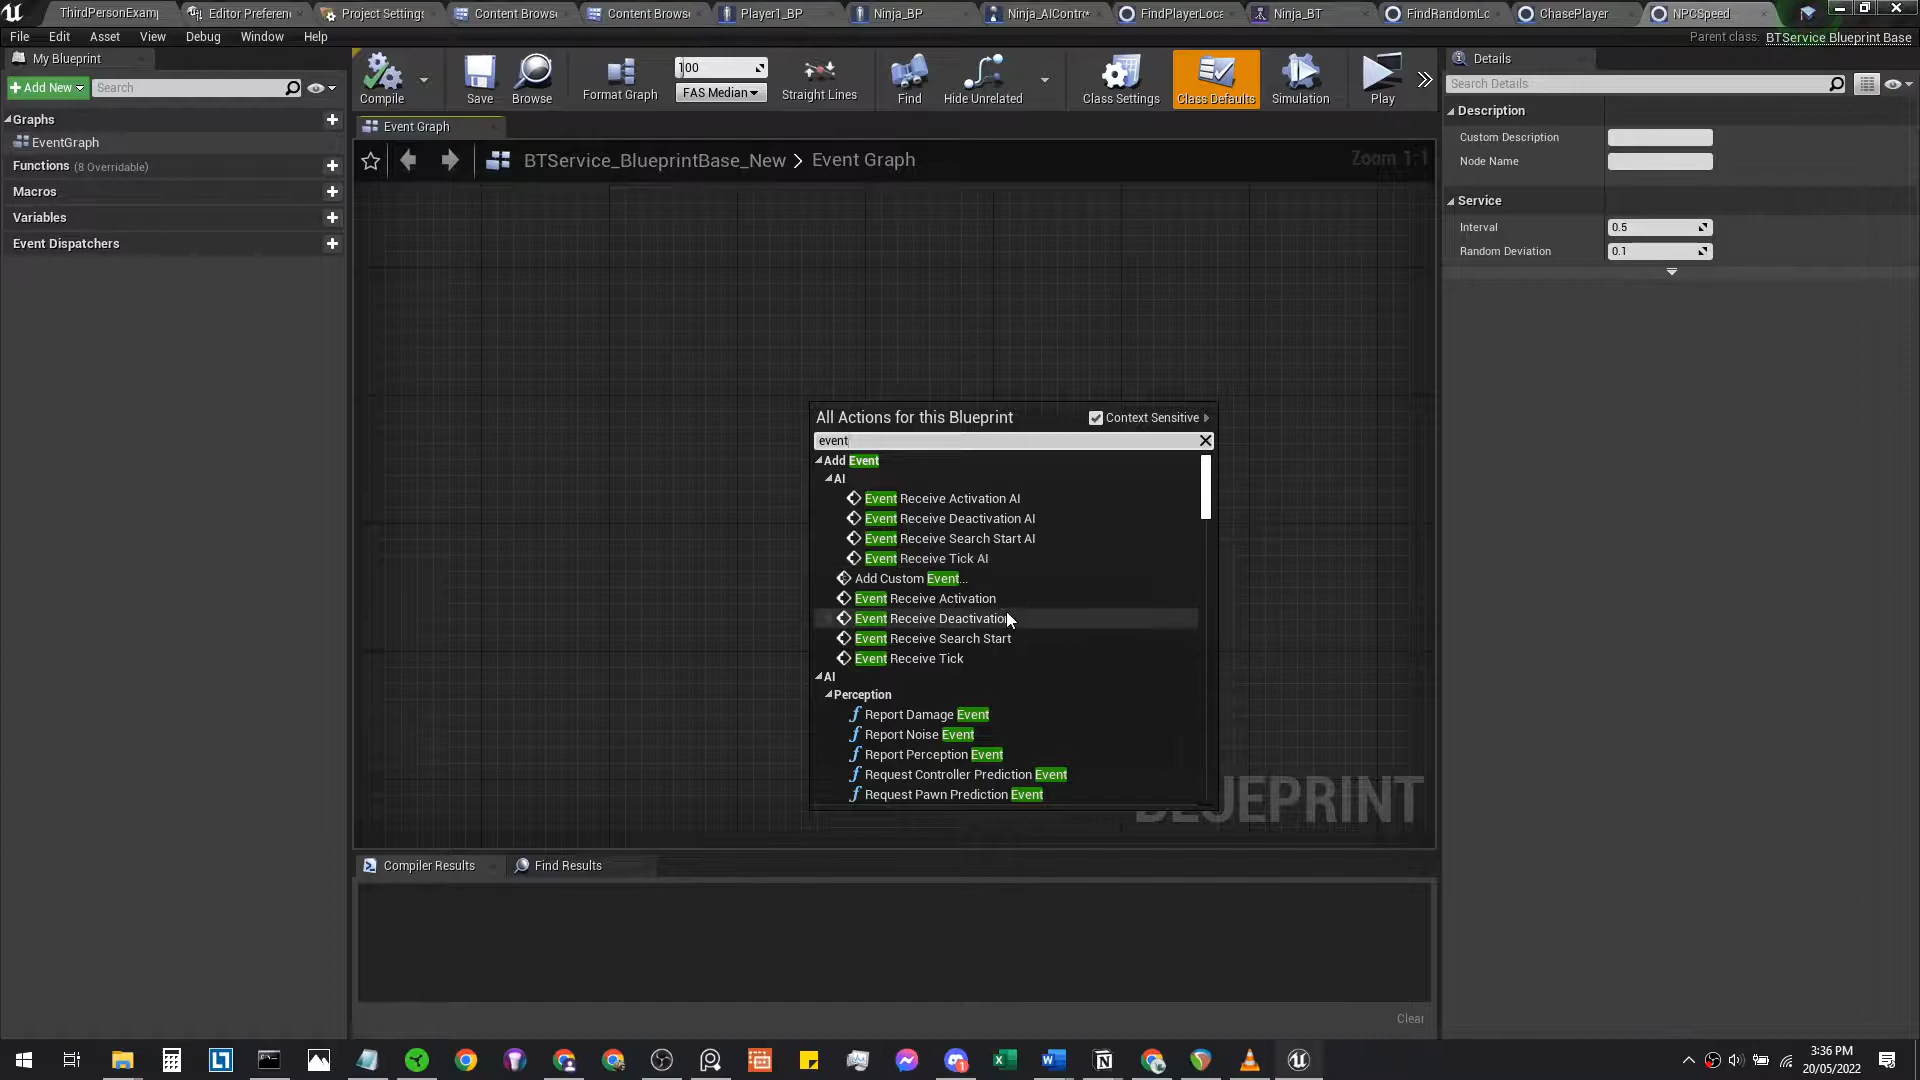 ThirdPersonExamp
Editor Preferen
Project Settings
Content Brows
Content Brows
Player1_BP
Ninja_BP
Ninja_AIContr*
FindPlayerLoca
Ninja_BT
FindRandomLo
ChasePlayer
NPCSpeed
File Edit Asset View Debug Window Help
Parent class: BTService Blueprint Base
My Blueprint
Add New
Search
Graphs
EventGraph
Functions (8 Overridable)
Macros
Variables
Event Dispatchers
Compile
Save
Browse
Format Graph
100
FAS Median
Straight Lines
Find
Hide Unrelated
Class Settings
Class Defaults
Simulation
Play
Event Graph
BTService_BlueprintBase_New > Event Graph
Zoom 1:1
All Actions for this Blueprint
Context Sensitive
event
Add Event
AI
Event Receive Activation AI
Event Receive Deactivation AI
Event Receive Search Start AI
Event Receive Tick AI
Add Custom Event...
Event Receive Activation
Event Receive Deactivation
Event Receive Search Start
Event Receive Tick
AI
Perception
Report Damage Event
Report Noise Event
Report Perception Event
Request Controller Prediction Event
Request Pawn Prediction Event
BLUEPRINT
Compiler Results
Find Results
Clear
Details
Search Details
Description
Custom Description
Node Name
Service
Interval 0.5
Random Deviation 0.1
3:36 PM
20/05/2022